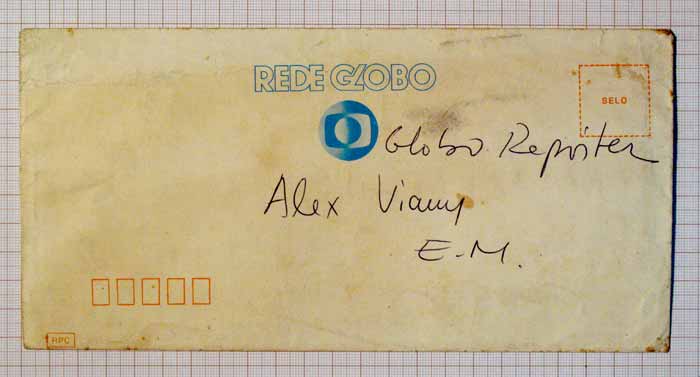 REDE GLOBO
SELO
Globo Repórter
Alex Viany
E.M.
RPC